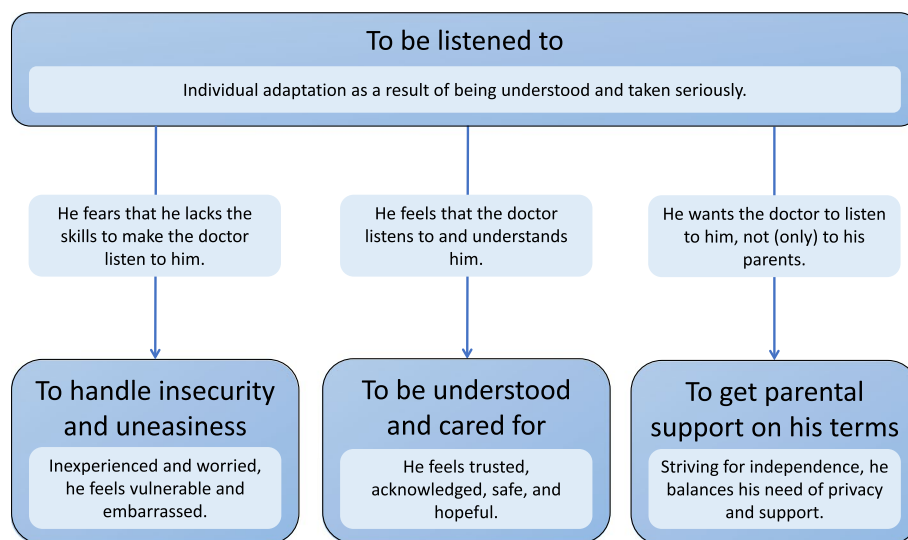 To be listened to
Individual adaptation as a result of being understood and taken seriously.
He fears that he lacks the
skills to make the doctor
listen to him.
He feels that the doctor
listens to and understands
him.
He wants the doctor to listen
to him, not (only) to his
parents.
To handle insecurity
and uneasiness
Inexperienced and worried,
he feels vulnerable and
embarrassed.
To be understood
and cared for
He feels trusted,
acknowledged, safe, and
hopeful.
To get parental
support on his terms
Striving for independence, he
balances his need of privacy
and support.